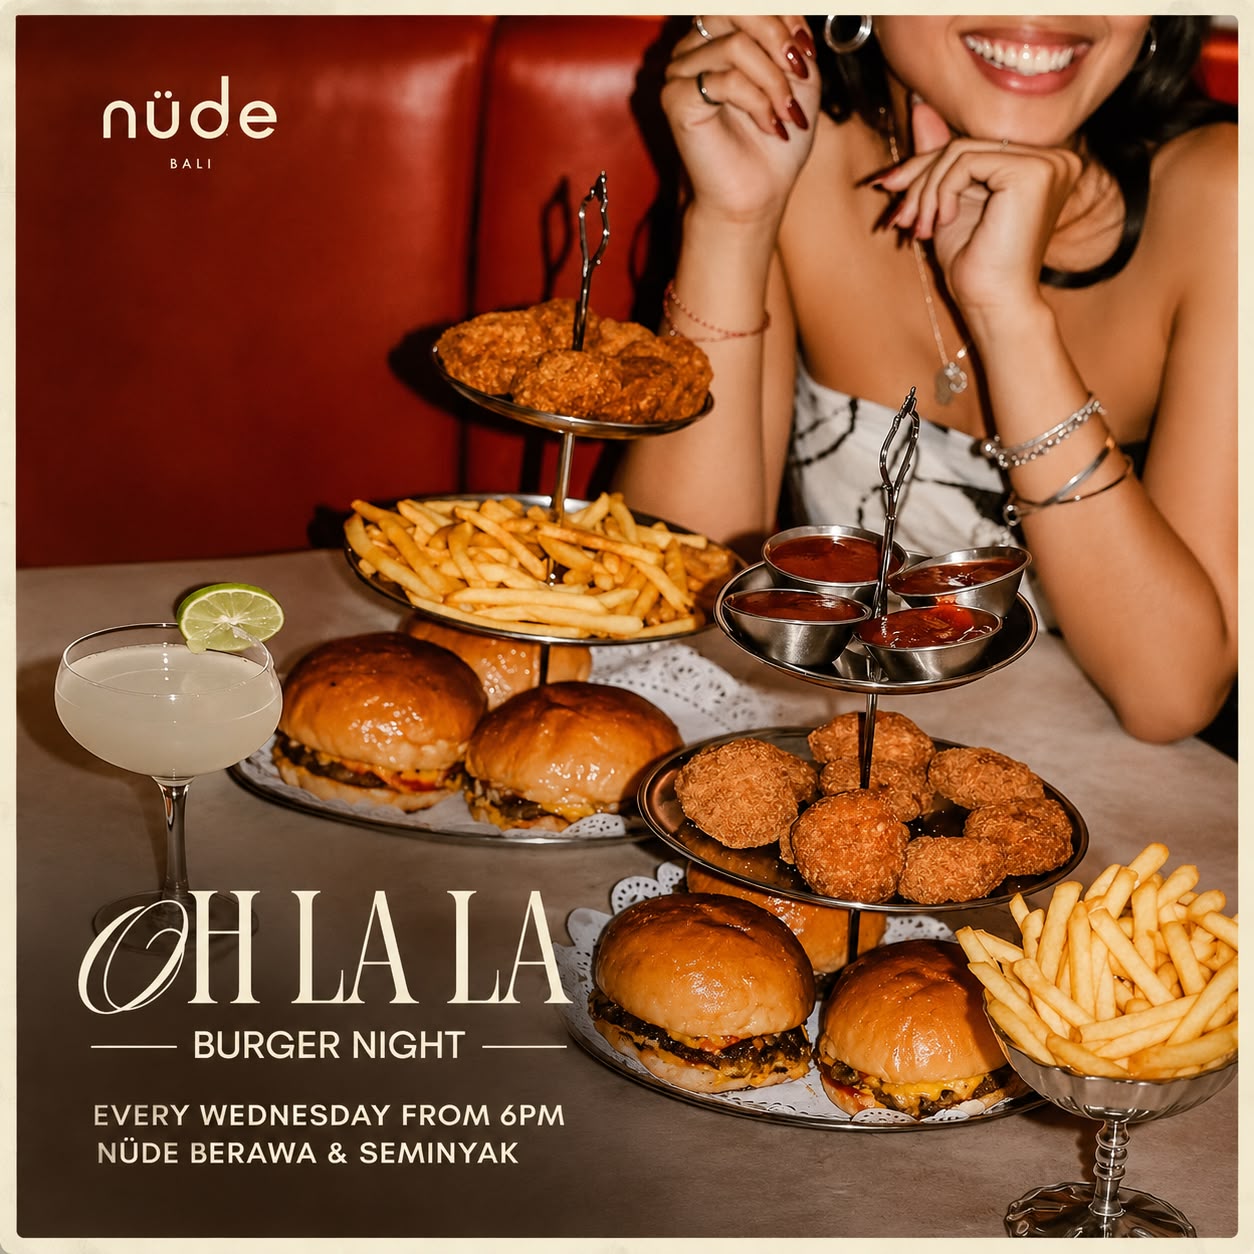 nüde
BALI
OH LA LA
BURGER NIGHT
EVERY WEDNESDAY FROM 6PM
NÜDE BERAWA & SEMINYAK